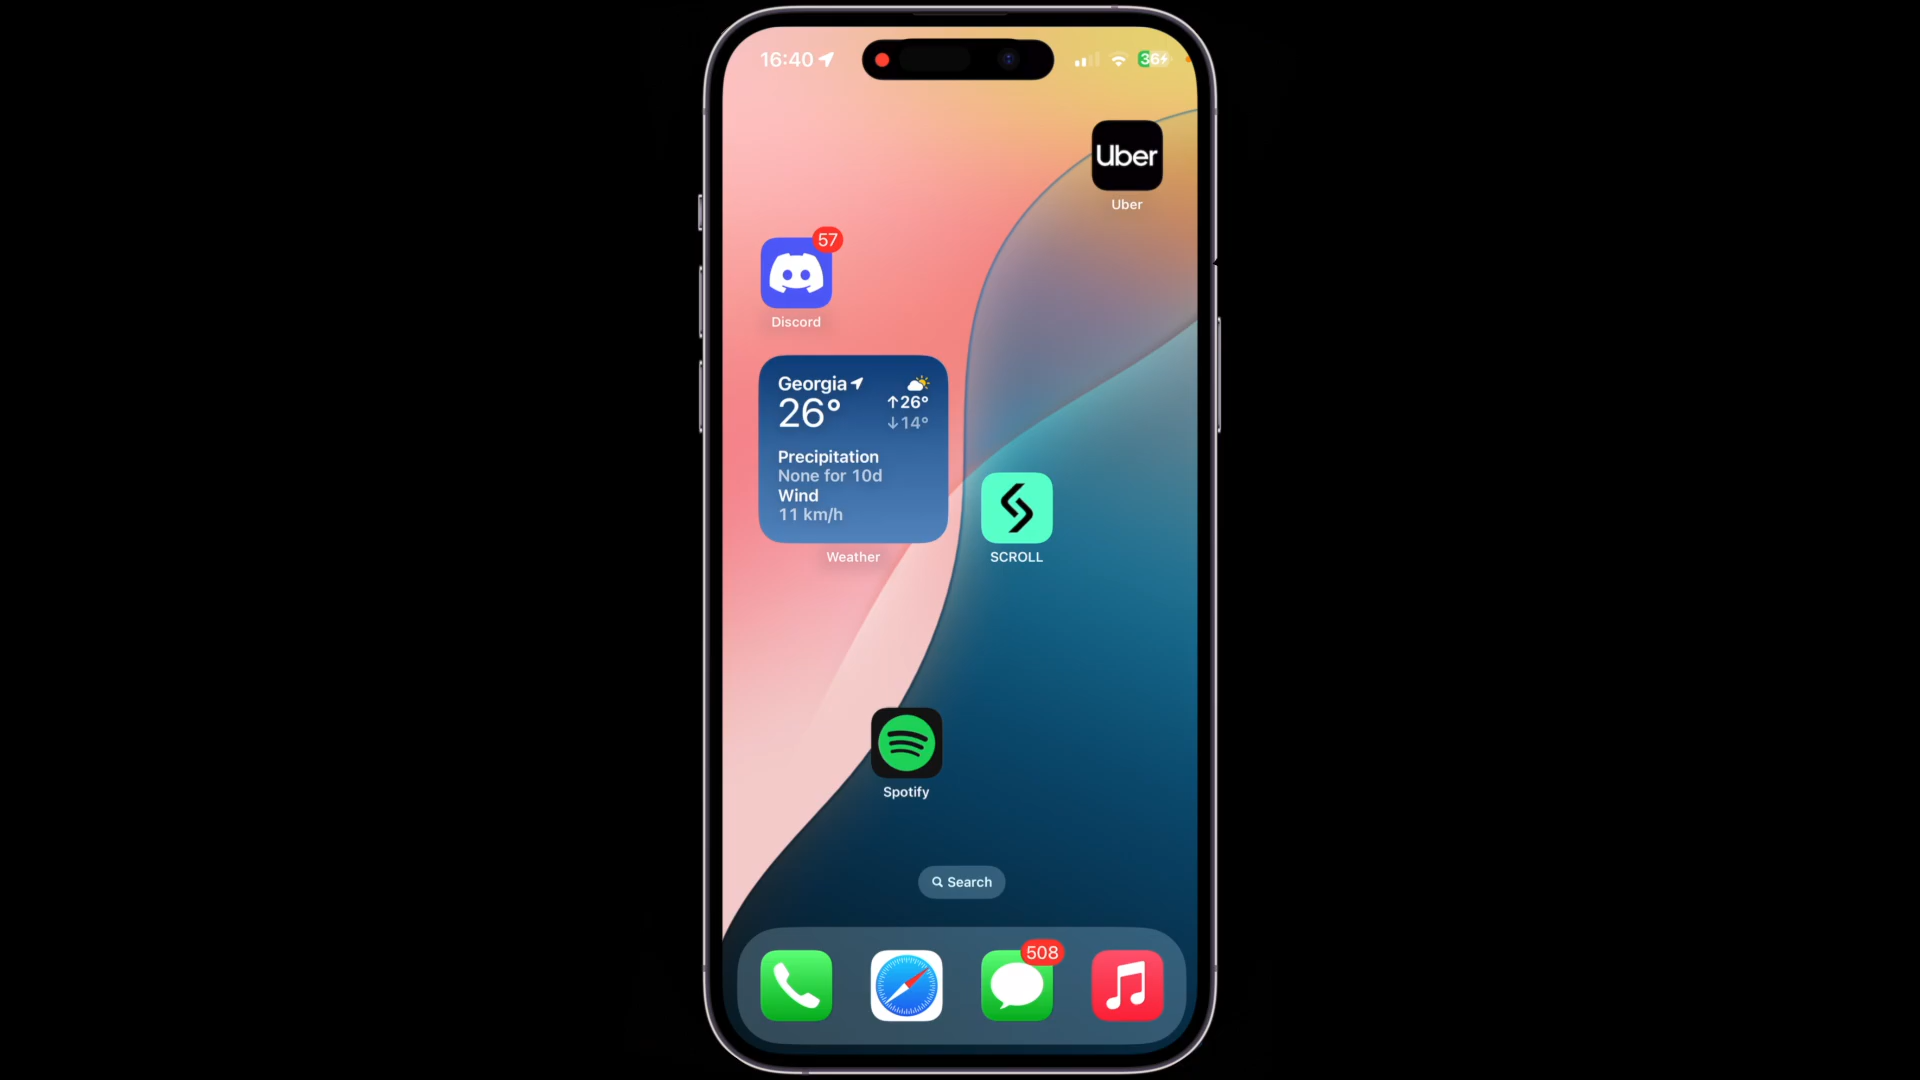 16:40
36
Uber
Uber
57
Discord
Georgia
26°
↑26°
↓14°
Precipitation
None for 10d
Wind
11 km/h
Weather
SCROLL
Spotify
Search
508